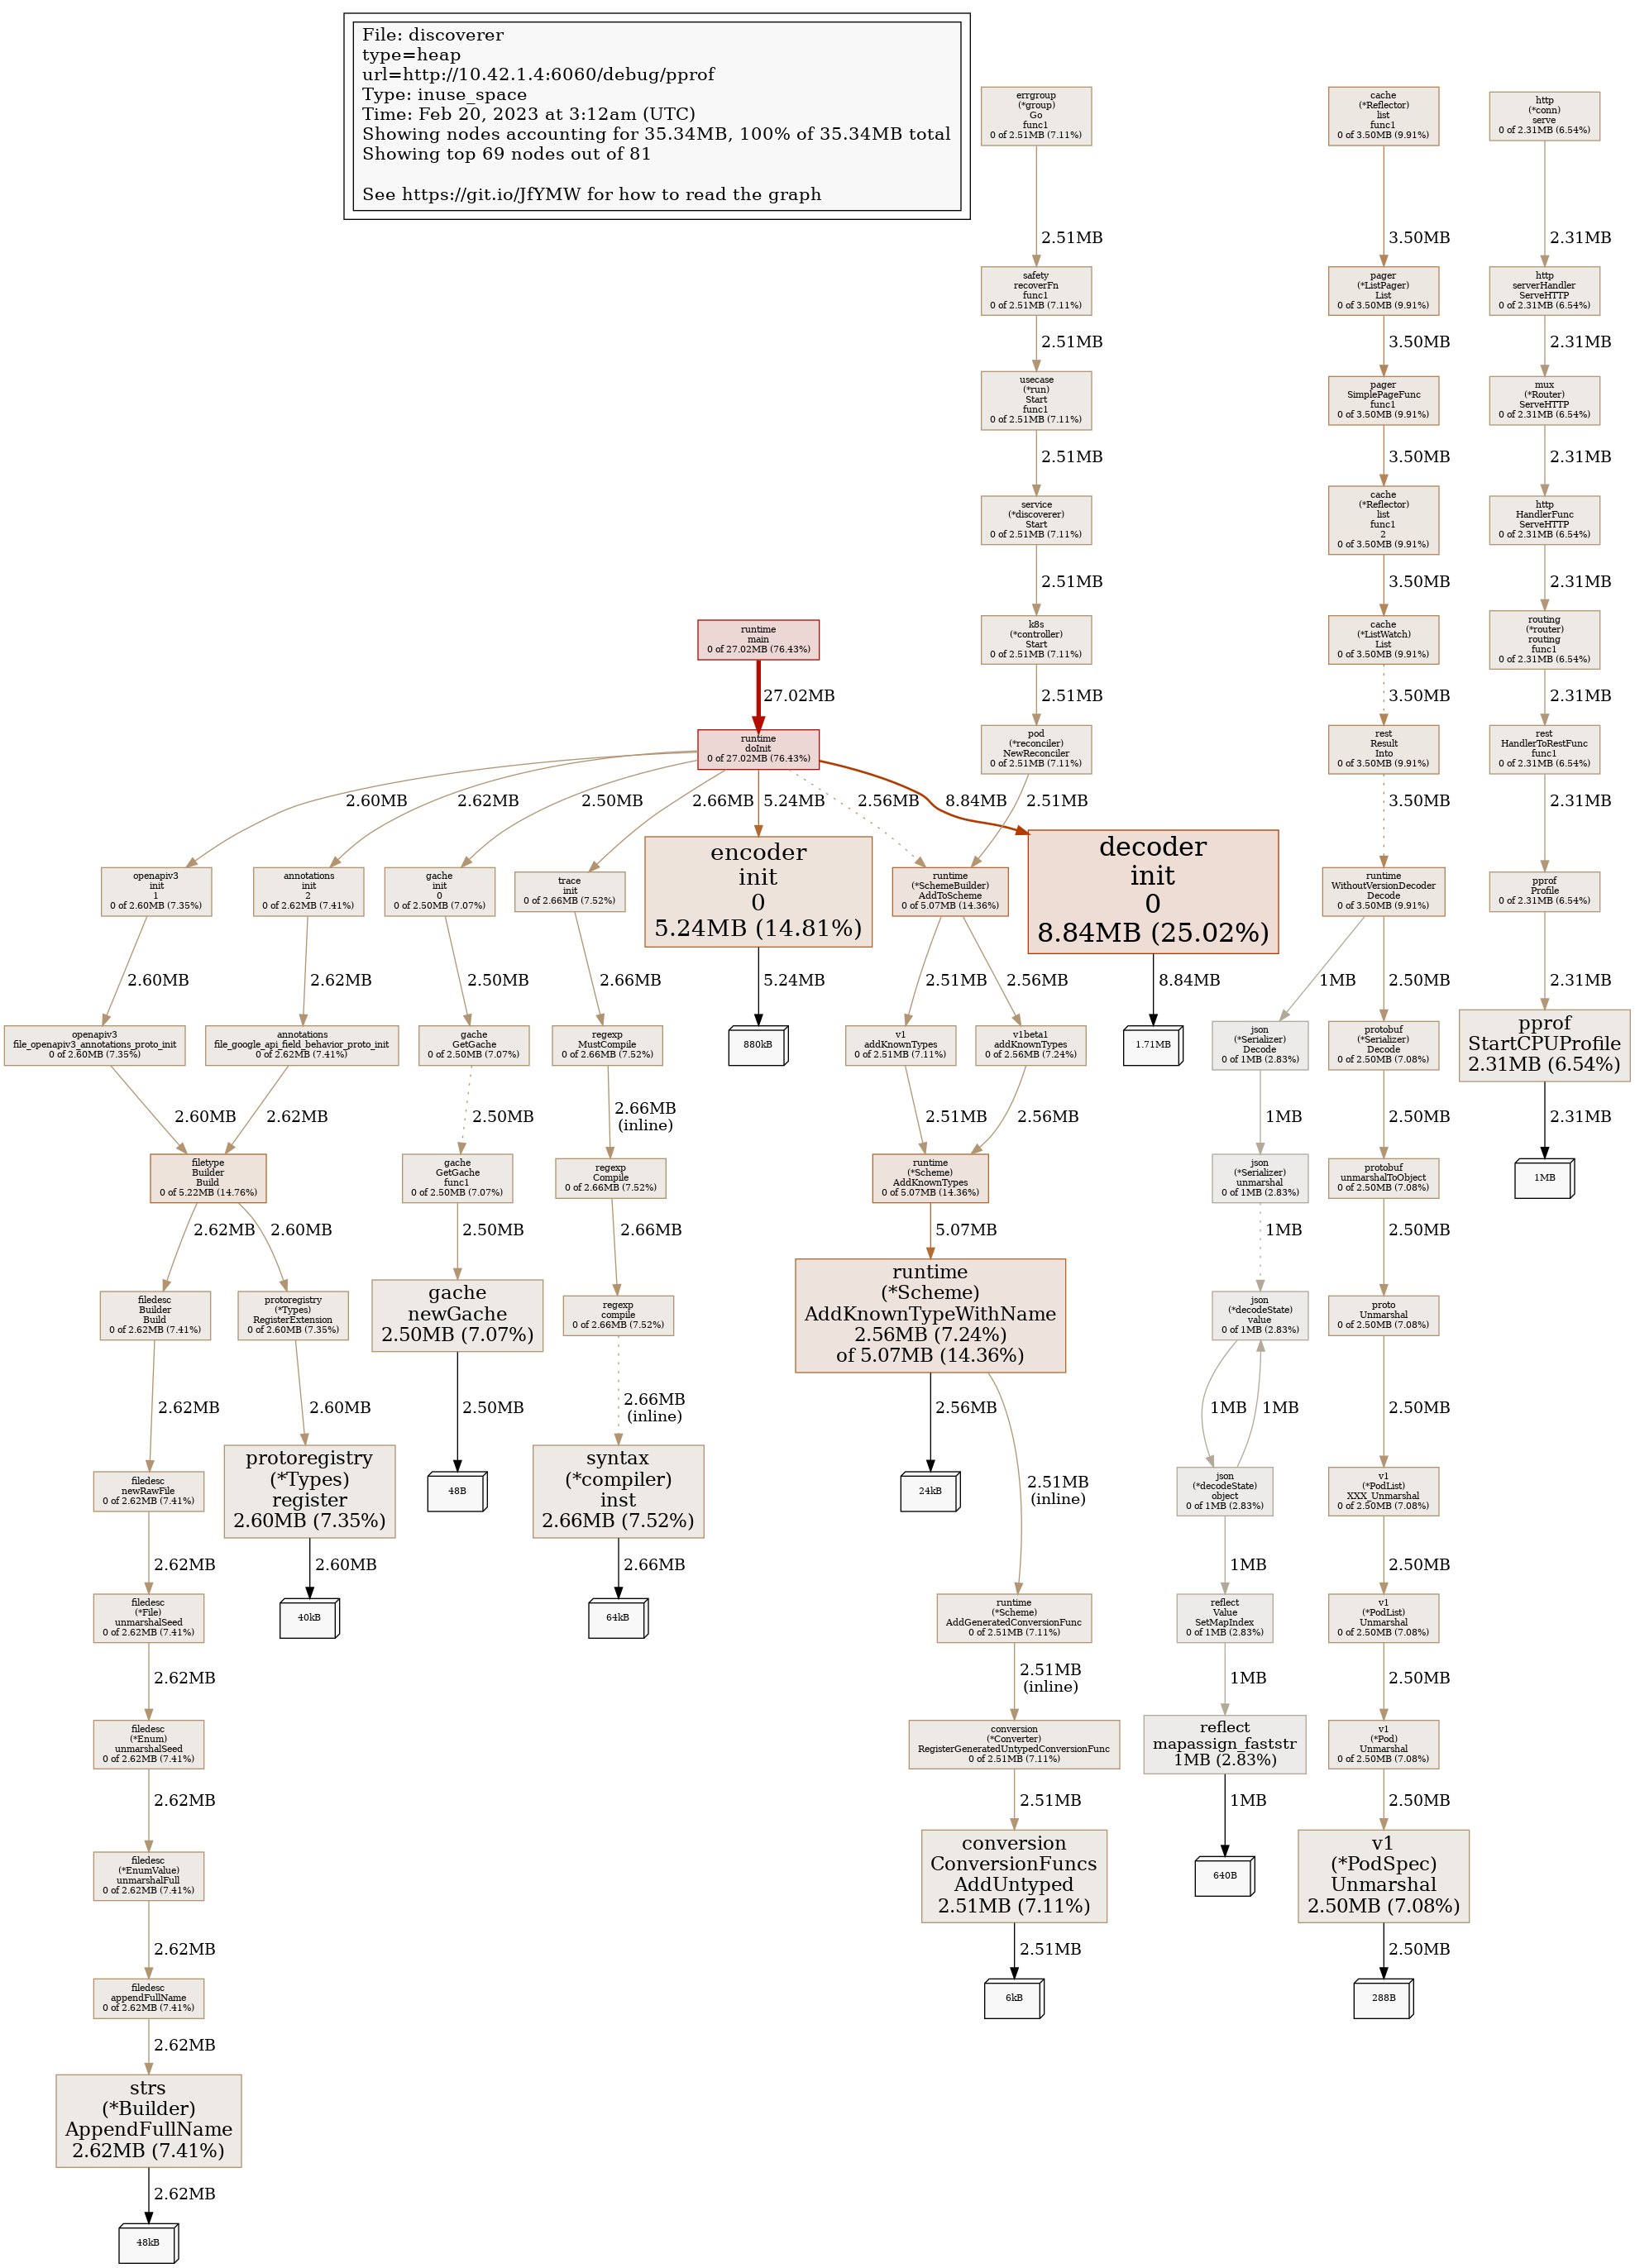 File: discoverer
type=heap
url=http://10.42.1.4:6060/debug/pprof
Type: inuse_space
Time: Feb 20, 2023 at 3:12am (UTC)
Showing nodes accounting for 35.34MB, 100% of 35.34MB total
Showing top 69 nodes out of 81
See https://git.io/JfYMW for how to read the graph
errgroup
(*group)
Go
func1
0 of 2.51MB (7.11%)
cache
(*Reflector)
list
func1
0 of 3.50MB (9.91%)
http
(*conn)
serve
0 of 2.31MB (6.54%)
2.51MB
3.50MB
2.31MB
safety
recoverFn
func1
0 of 2.51MB (7.11%)
pager
(*ListPager)
List
0 of 3.50MB (9.91%)
http
serverHandler
ServeHTTP
0 of 2.31MB (6.54%)
2.51MB
3.50MB
2.31MB
usecase
(*run)
Start
func1
0 of 2.51MB (7.11%)
pager
SimplePageFunc
func1
0 of 3.50MB (9.91%)
mux
(*Router)
ServeHTTP
0 of 2.31MB (6.54%)
2.51MB
3.50MB
2.31MB
service
(*discoverer)
Start
0 of 2.51MB (7.11%)
cache
(*Reflector)
list
func1
2
0 of 3.50MB (9.91%)
http
HandlerFunc
ServeHTTP
0 of 2.31MB (6.54%)
2.51MB
3.50MB
2.31MB
runtime
main
0 of 27.02MB (76.43%)
k8s
(*controller)
Start
0 of 2.51MB (7.11%)
cache
(*ListWatch)
List
0 of 3.50MB (9.91%)
routing
(*router)
routing
func1
0 of 2.31MB (6.54%)
27.02MB
2.51MB
3.50MB
2.31MB
runtime
doInit
0 of 27.02MB (76.43%)
pod
(*reconciler)
NewReconciler
0 of 2.51MB (7.11%)
rest
Result
Into
0 of 3.50MB (9.91%)
rest
HandlerToRestFunc
func1
0 of 2.31MB (6.54%)
2.60MB
2.62MB
2.50MB
2.66MB
5.24MB
2.56MB
8.84MB
2.51MB
3.50MB
2.31MB
openapiv3
init
1
0 of 2.60MB (7.35%)
annotations
init
2
0 of 2.62MB (7.41%)
gache
init
0
0 of 2.50MB (7.07%)
trace
init
0 of 2.66MB (7.52%)
encoder
init
0
5.24MB (14.81%)
runtime
(*SchemeBuilder)
AddToScheme
0 of 5.07MB (14.36%)
decoder
init
0
8.84MB (25.02%)
runtime
WithoutVersionDecoder
Decode
0 of 3.50MB (9.91%)
pprof
Profile
0 of 2.31MB (6.54%)
2.60MB
2.62MB
2.50MB
2.66MB
5.24MB
2.51MB
2.56MB
8.84MB
1MB
2.50MB
2.31MB
openapiv3
file_openapiv3_annotations_proto_init
0 of 2.60MB (7.35%)
annotations
file_google_api_field_behavior_proto_init
0 of 2.62MB (7.41%)
gache
GetGache
0 of 2.50MB (7.07%)
regexp
MustCompile
0 of 2.66MB (7.52%)
880kB
v1
addKnownTypes
0 of 2.51MB (7.11%)
v1beta1
addKnownTypes
0 of 2.56MB (7.24%)
1.71MB
json
(*Serializer)
Decode
0 of 1MB (2.83%)
protobuf
(*Serializer)
Decode
0 of 2.50MB (7.08%)
pprof
StartCPUProfile
2.31MB (6.54%)
2.60MB
2.62MB
2.50MB
2.66MB
(inline)
2.51MB
2.56MB
1MB
2.50MB
2.31MB
filetype
Builder
Build
0 of 5.22MB (14.76%)
gache
GetGache
func1
0 of 2.50MB (7.07%)
regexp
Compile
0 of 2.66MB (7.52%)
runtime
(*Scheme)
AddKnownTypes
0 of 5.07MB (14.36%)
json
(*Serializer)
unmarshal
0 of 1MB (2.83%)
protobuf
unmarshalToObject
0 of 2.50MB (7.08%)
1MB
2.62MB
2.60MB
2.50MB
2.66MB
5.07MB
1MB
2.50MB
filedesc
Builder
Build
0 of 2.62MB (7.41%)
protoregistry
(*Types)
RegisterExtension
0 of 2.60MB (7.35%)
gache
newGache
2.50MB (7.07%)
regexp
compile
0 of 2.66MB (7.52%)
runtime
(*Scheme)
AddKnownTypeWithName
2.56MB (7.24%)
of 5.07MB (14.36%)
json
(*decodeState)
value
0 of 1MB (2.83%)
proto
Unmarshal
0 of 2.50MB (7.08%)
2.62MB
2.60MB
2.50MB
2.66MB
(inline)
2.56MB
2.51MB
(inline)
1MB
1MB
2.50MB
filedesc
newRawFile
0 of 2.62MB (7.41%)
protoregistry
(*Types)
register
2.60MB (7.35%)
48B
syntax
(*compiler)
inst
2.66MB (7.52%)
24kB
json
(*decodeState)
object
0 of 1MB (2.83%)
v1
(*PodList)
XXX_Unmarshal
0 of 2.50MB (7.08%)
2.62MB
2.60MB
2.66MB
1MB
2.50MB
filedesc
(*File)
unmarshalSeed
0 of 2.62MB (7.41%)
40kB
64kB
runtime
(*Scheme)
AddGeneratedConversionFunc
0 of 2.51MB (7.11%)
reflect
Value
SetMapIndex
0 of 1MB (2.83%)
v1
(*PodList)
Unmarshal
0 of 2.50MB (7.08%)
2.62MB
2.51MB
(inline)
1MB
2.50MB
filedesc
(*Enum)
unmarshalSeed
0 of 2.62MB (7.41%)
conversion
(*Converter)
RegisterGeneratedUntypedConversionFunc
0 of 2.51MB (7.11%)
reflect
mapassign_faststr
1MB (2.83%)
v1
(*Pod)
Unmarshal
0 of 2.50MB (7.08%)
2.62MB
2.51MB
1MB
2.50MB
filedesc
(*EnumValue)
unmarshalFull
0 of 2.62MB (7.41%)
conversion
ConversionFuncs
AddUntyped
2.51MB (7.11%)
640B
v1
(*PodSpec)
Unmarshal
2.50MB (7.08%)
2.62MB
2.51MB
2.50MB
filedesc
appendFullName
0 of 2.62MB (7.41%)
6kB
288B
2.62MB
strs
(*Builder)
AppendFullName
2.62MB (7.41%)
2.62MB
48kB